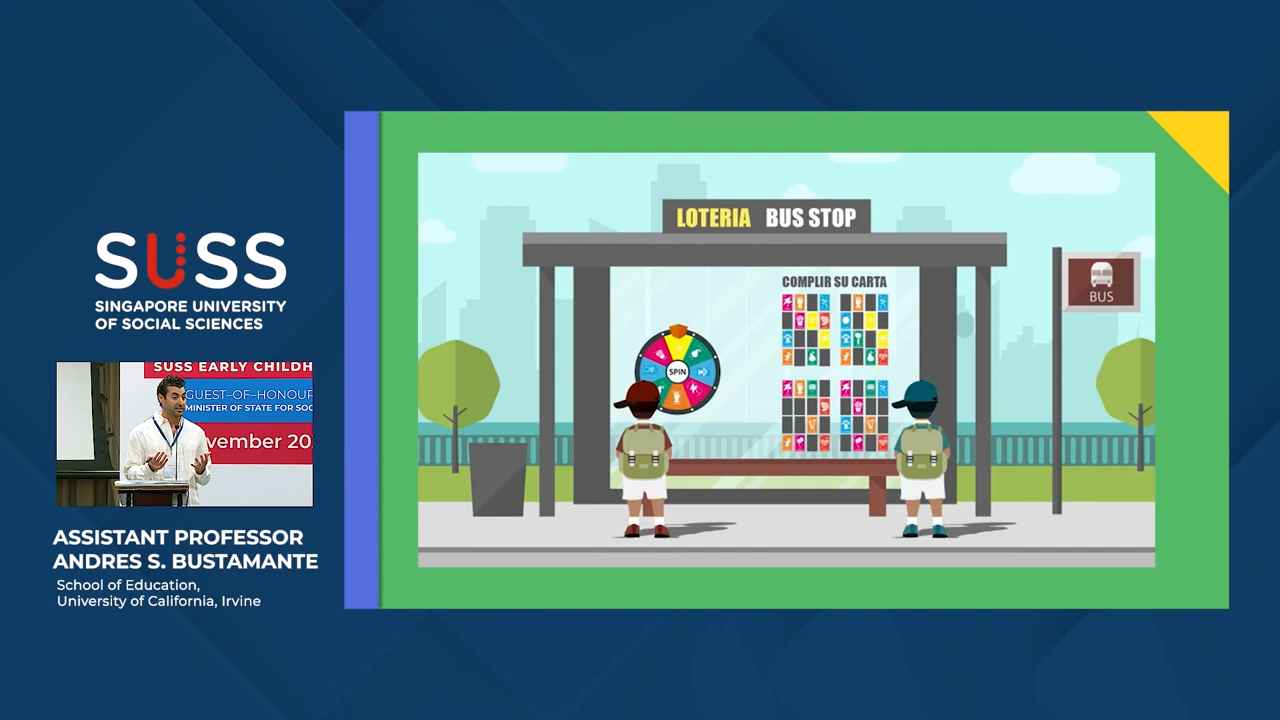 SUSS
SINGAPORE UNIVERSITY
OF SOCIAL SCIENCES
SUSS EARLY CHILDH
GUEST-OF-HONOUR
MINISTER OF STATE FOR SOC
vember 20
ASSISTANT PROFESSOR
ANDRES S. BUSTAMANTE
School of Education,
University of California, Irvine
LOTERIA BUS STOP
COMPLIR SU CARTA
SPIN
BUS